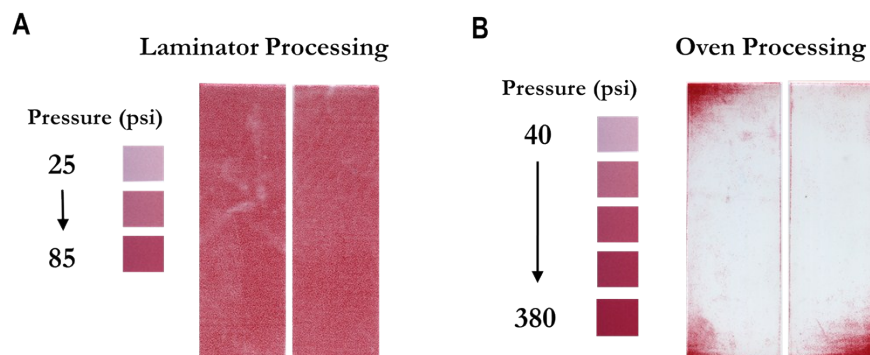 A
Laminator Processing
Pressure (psi)
25
85
B
Oven Processing
Pressure (psi)
40
380